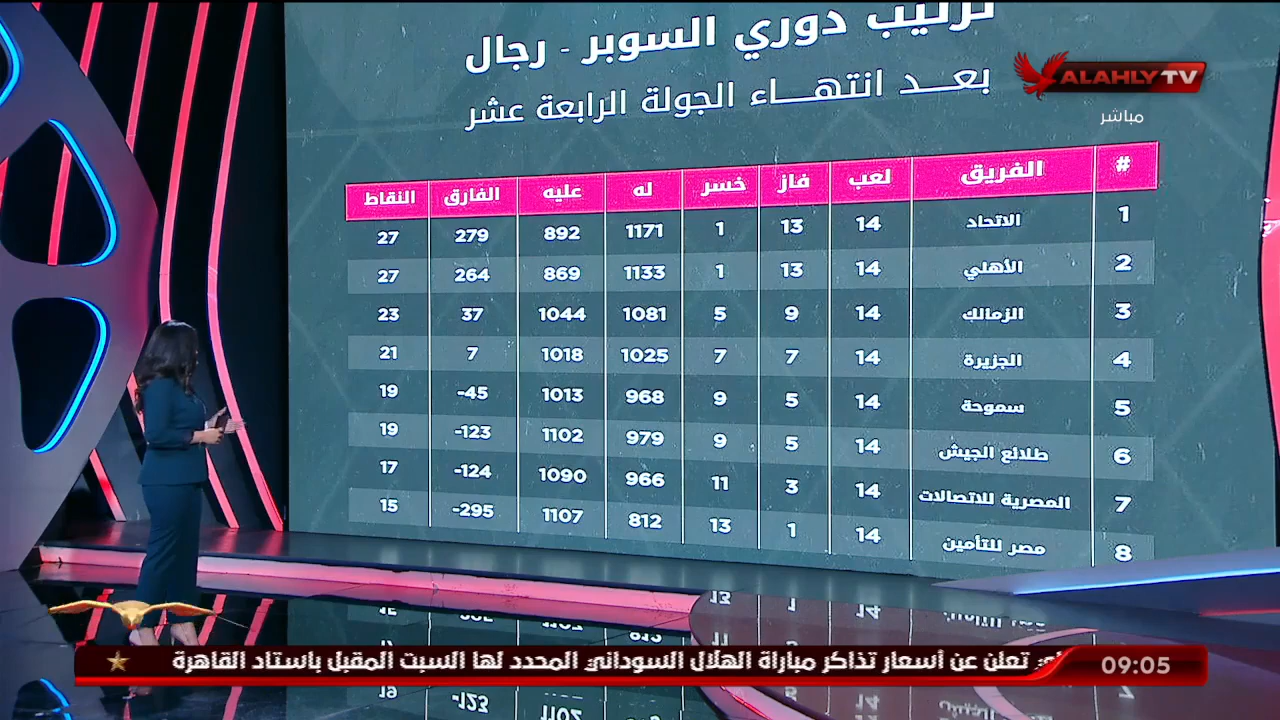 ترتيب دوري السوبر - رجال
بعد انتهاء الجولة الرابعة عشر
ALAHLY TV
مباشر
# الفريق لعب فاز خسر له عليه الفارق النقاط
1 الاتحاد 14 13 1 1171 892 279 27
2 الأهلي 14 13 1 1133 869 264 27
3 الزمالك 14 9 5 1081 1044 37 23
4 الجزيرة 14 7 7 1025 1018 7 21
5 سموحة 14 5 9 968 1013 -45 19
6 طلائع الجيش 14 5 9 979 1102 -123 19
7 المصرية للاتصالات 14 3 11 966 1090 -124 17
8 مصر للتأمين 14 1 13 812 1107 -295 15
تعلن عن أسعار تذاكر مباراة الهلال السوداني المحدد لها السبت المقبل باستاد القاهرة
09:05